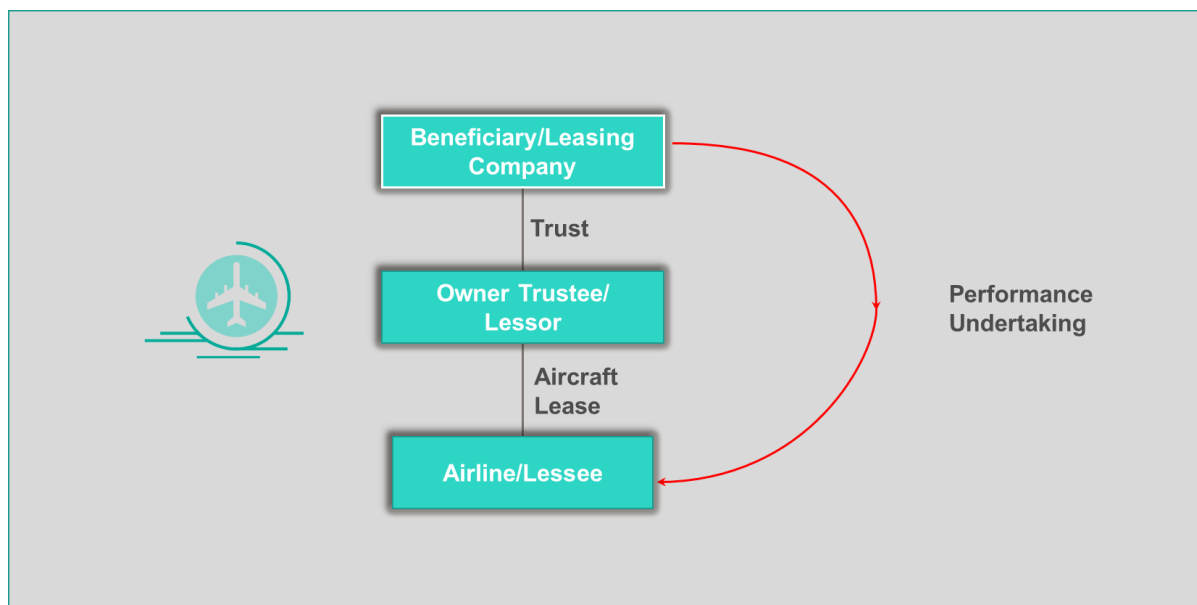 Beneficiary/Leasing
Company
Trust
Owner Trustee/
Lessor
Performance
Undertaking
Aircraft
Lease
Airline/Lessee